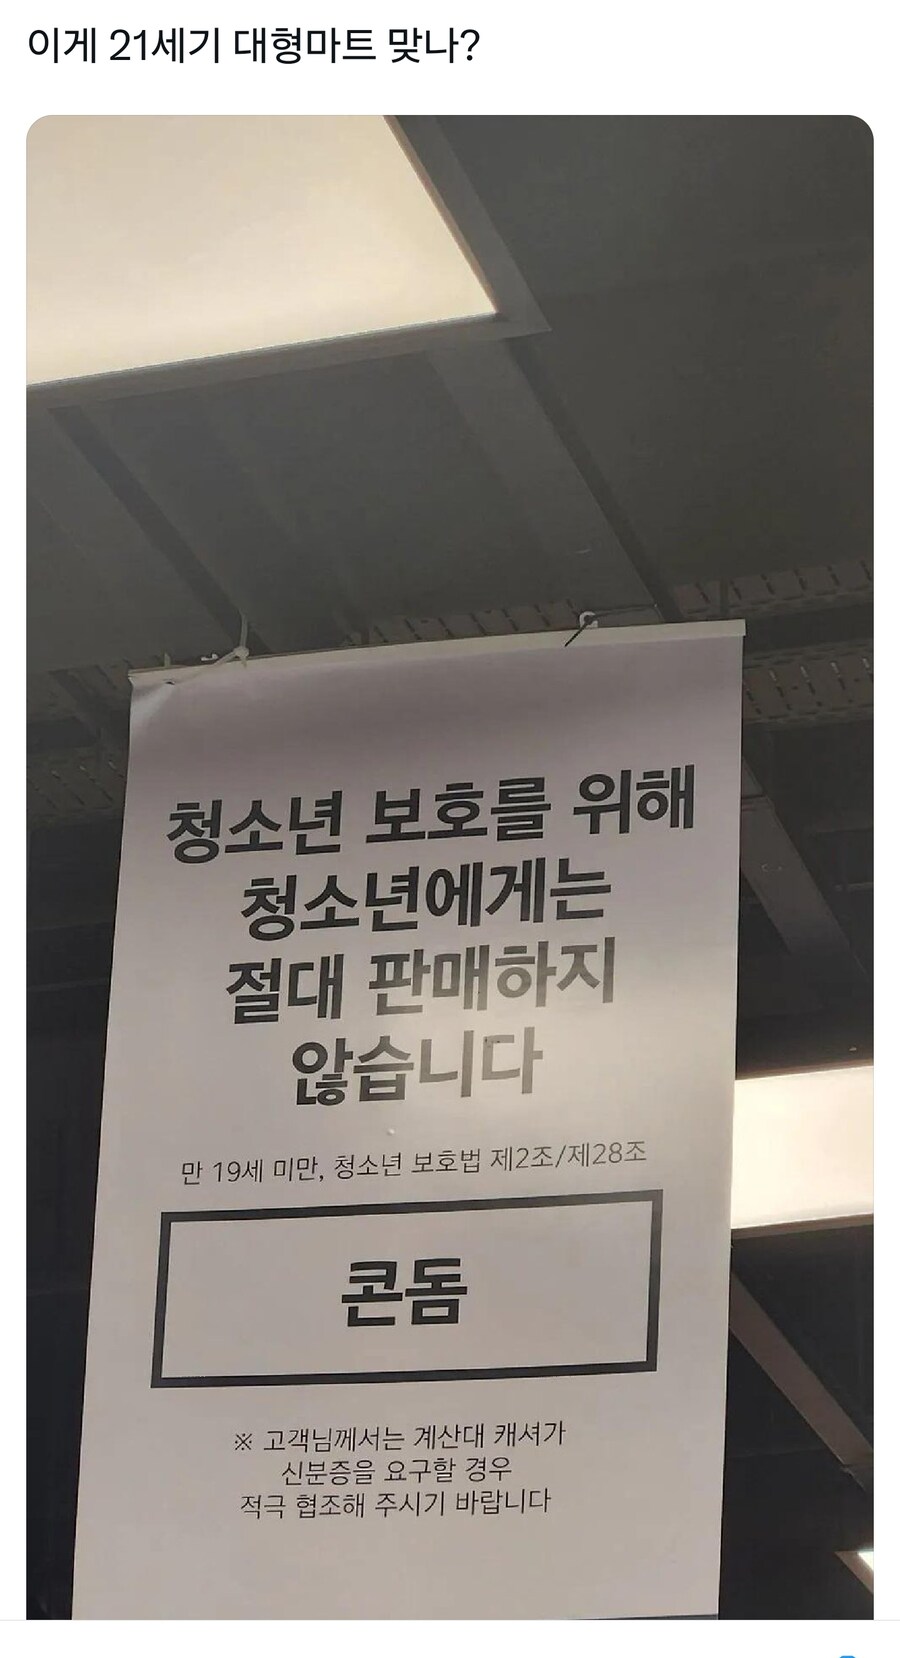 이게 21세기 대형마트 맞나?
청소년 보호를 위해
청소년에게는
절대 판매하지
않습니다
만 19세 미만, 청소년 보호법 제2조/제28조
콘돔
※ 고객님께서는 계산대 캐셔가
신분증을 요구할 경우
적극 협조해 주시기 바랍니다